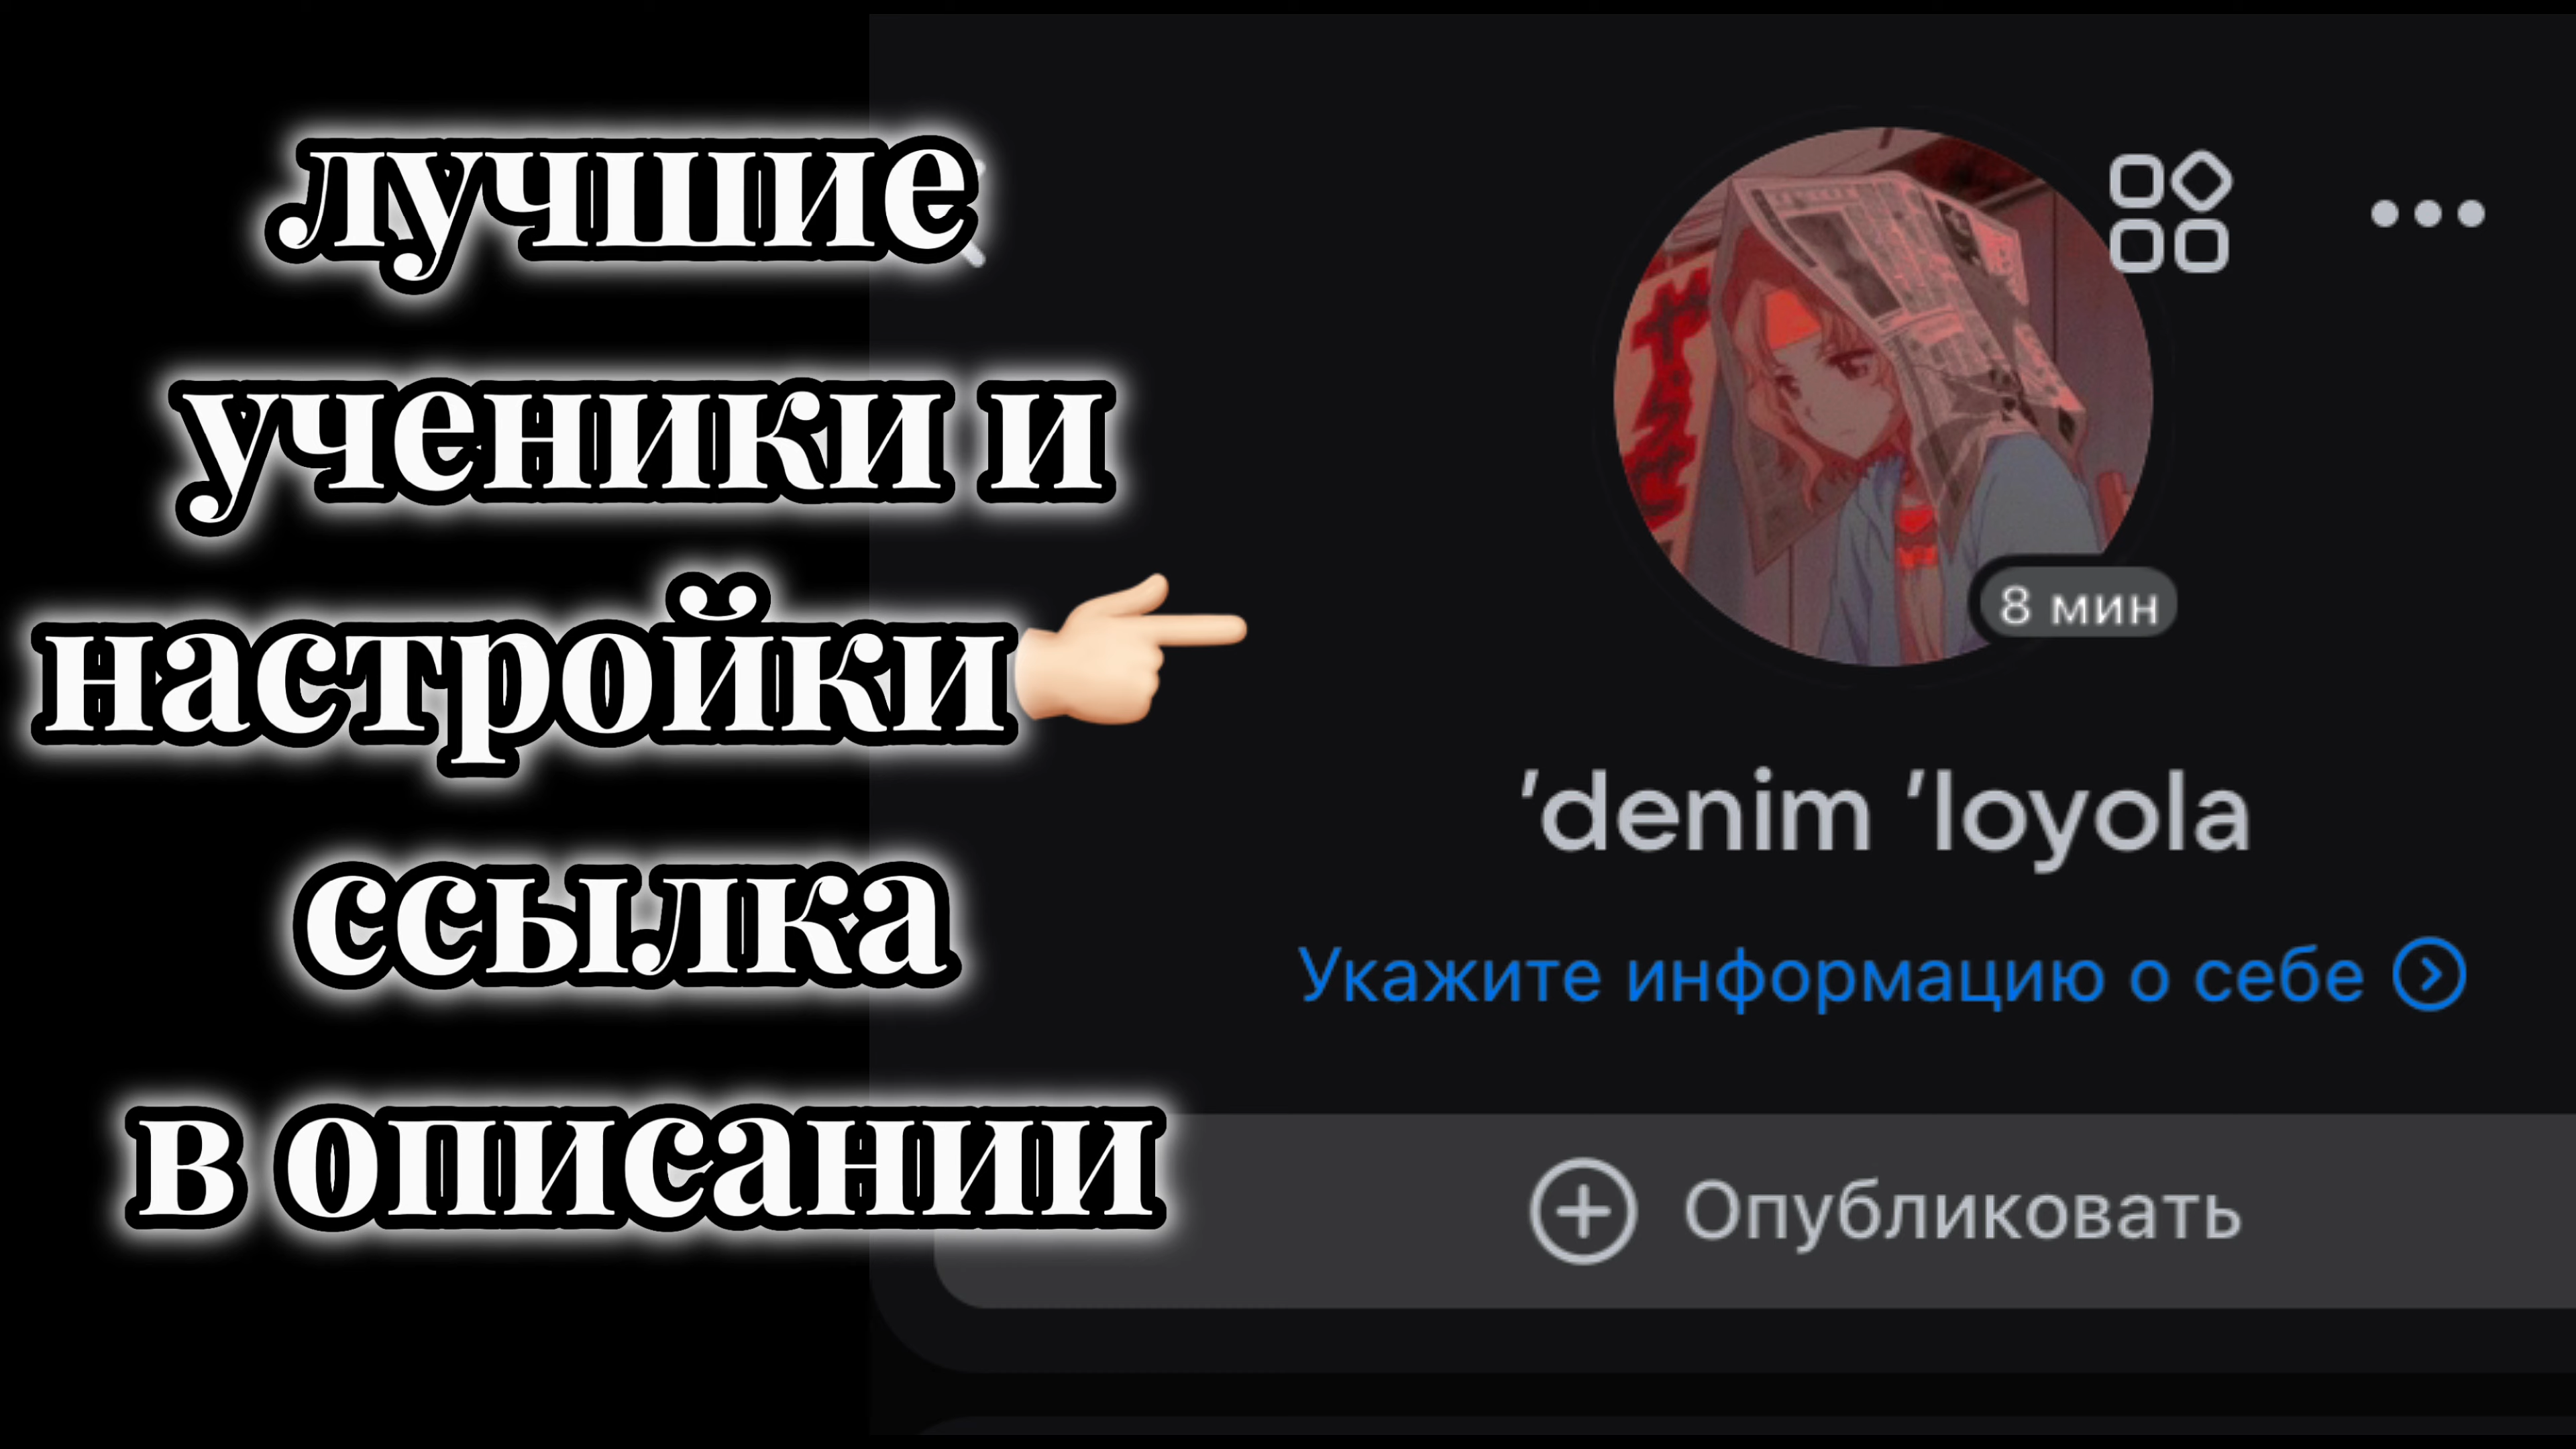 лучшие
ученики и
настройки
ссылка
в описании
8 мин
'denim 'loyola
Укажите информацию о себе
Опубликовать